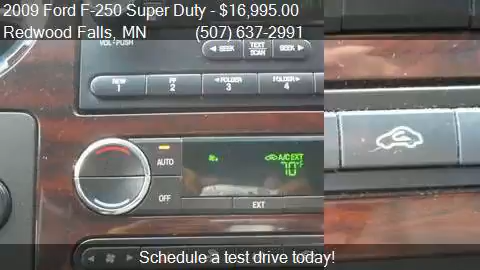 2009 Ford F-250 Super Duty - $16,995.00
Redwood Falls, MN (507) 637-2991
VOL-PUSH
SEEK TEXT SCAN SEEK
REW 1 FF 2 FOLDER 3 FOLDER 4
AUTO A/C EXT
70°F
OFF
EXT
Schedule a test drive today!